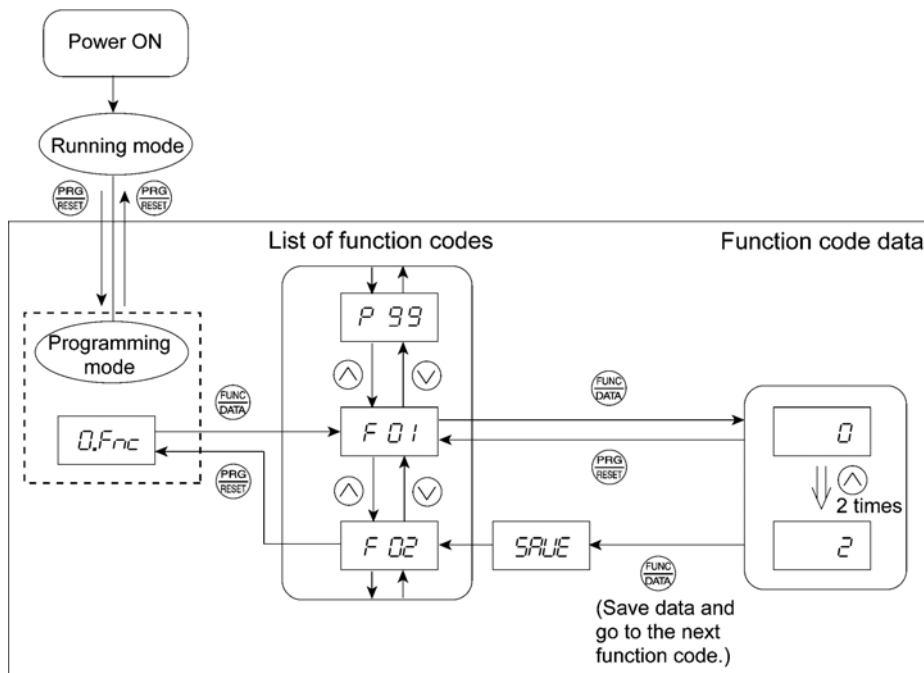 Power ON
Running mode
PRG
RESET
PRG
RESET
List of function codes
Function code data
P 99
Programming
mode
FUNC
DATA
FUNC
DATA
0.Fnc
F 01
0
PRG
RESET
PRG
RESET
2 times
F 02
SAVE
2
FUNC
DATA
(Save data and
go to the next
function code.)